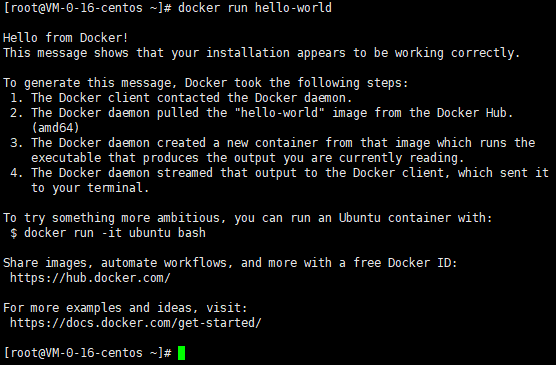 [root@VM-0-16-centos ~]# docker run hello-world
Hello from Docker!
This message shows that your installation appears to be working correctly.
To generate this message, Docker took the following steps:
1. The Docker client contacted the Docker daemon.
2. The Docker daemon pulled the "hello-world" image from the Docker Hub.
(amd64)
3. The Docker daemon created a new container from that image which runs the
executable that produces the output you are currently reading.
4. The Docker daemon streamed that output to the Docker client, which sent it
to your terminal.
To try something more ambitious, you can run an Ubuntu container with:
$ docker run -it ubuntu bash
Share images, automate workflows, and more with a free Docker ID:
https://hub.docker.com/
For more examples and ideas, visit:
https://docs.docker.com/get-started/
[root@VM-0-16-centos ~]#